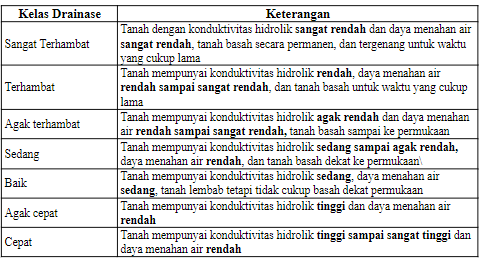 Kelas Drainase
Keterangan
Sangat Terhambat
Tanah dengan konduktivitas hidrolik sangat rendah dan daya menahan air
sangat rendah, tanah basah secara permanen, dan tergenang untuk waktu
yang cukup lama
Terhambat
Tanah mempunyai konduktivitas hidrolik rendah, daya menahan air
rendah sampai sangat rendah, dan tanah basah untuk waktu yang cukup
lama
Agak terhambat
Tanah mempunyai konduktivitas hidrolik agak rendah dan daya menahan
air rendah sampai sangat rendah, tanah basah sampai ke permukaan
Sedang
Tanah mempunyai konduktivitas hidrolik sedang sampai agak rendah,
daya menahan air rendah, dan tanah basah dekat ke permukaan\
Baik
Tanah mempunyai konduktivitas hidrolik sedang, daya menahan air
sedang, tanah lembab tetapi tidak cukup basah dekat permukaan
Agak cepat
Tanah mempunyai konduktivitas hidrolik tinggi dan daya menahan air
rendah
Cepat
Tanah mempunyai konduktivitas hidrolik tinggi sampai sangat tinggi dan
daya menahan air rendah